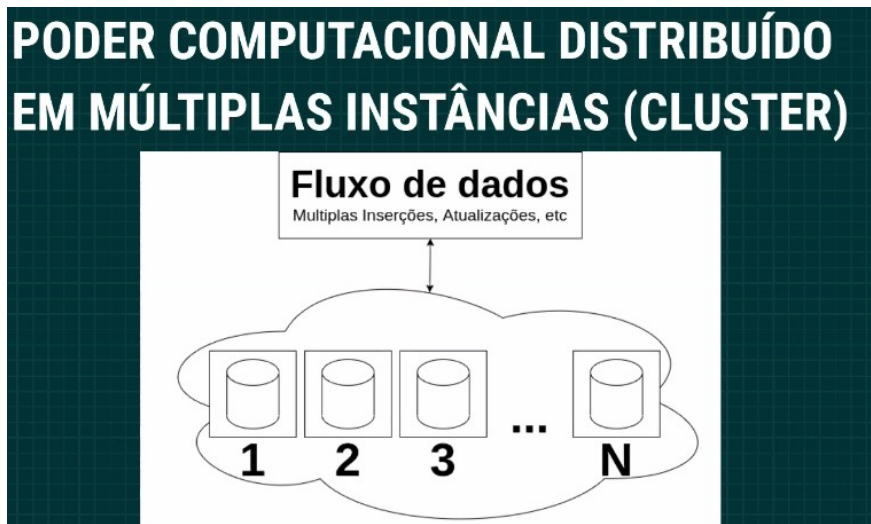 PODER COMPUTACIONAL DISTRIBUÍDO
EM MÚLTIPLAS INSTÂNCIAS (CLUSTER)
Fluxo de dados
Multiplas Inserções, Atualizações, etc
1 2 3 ... N